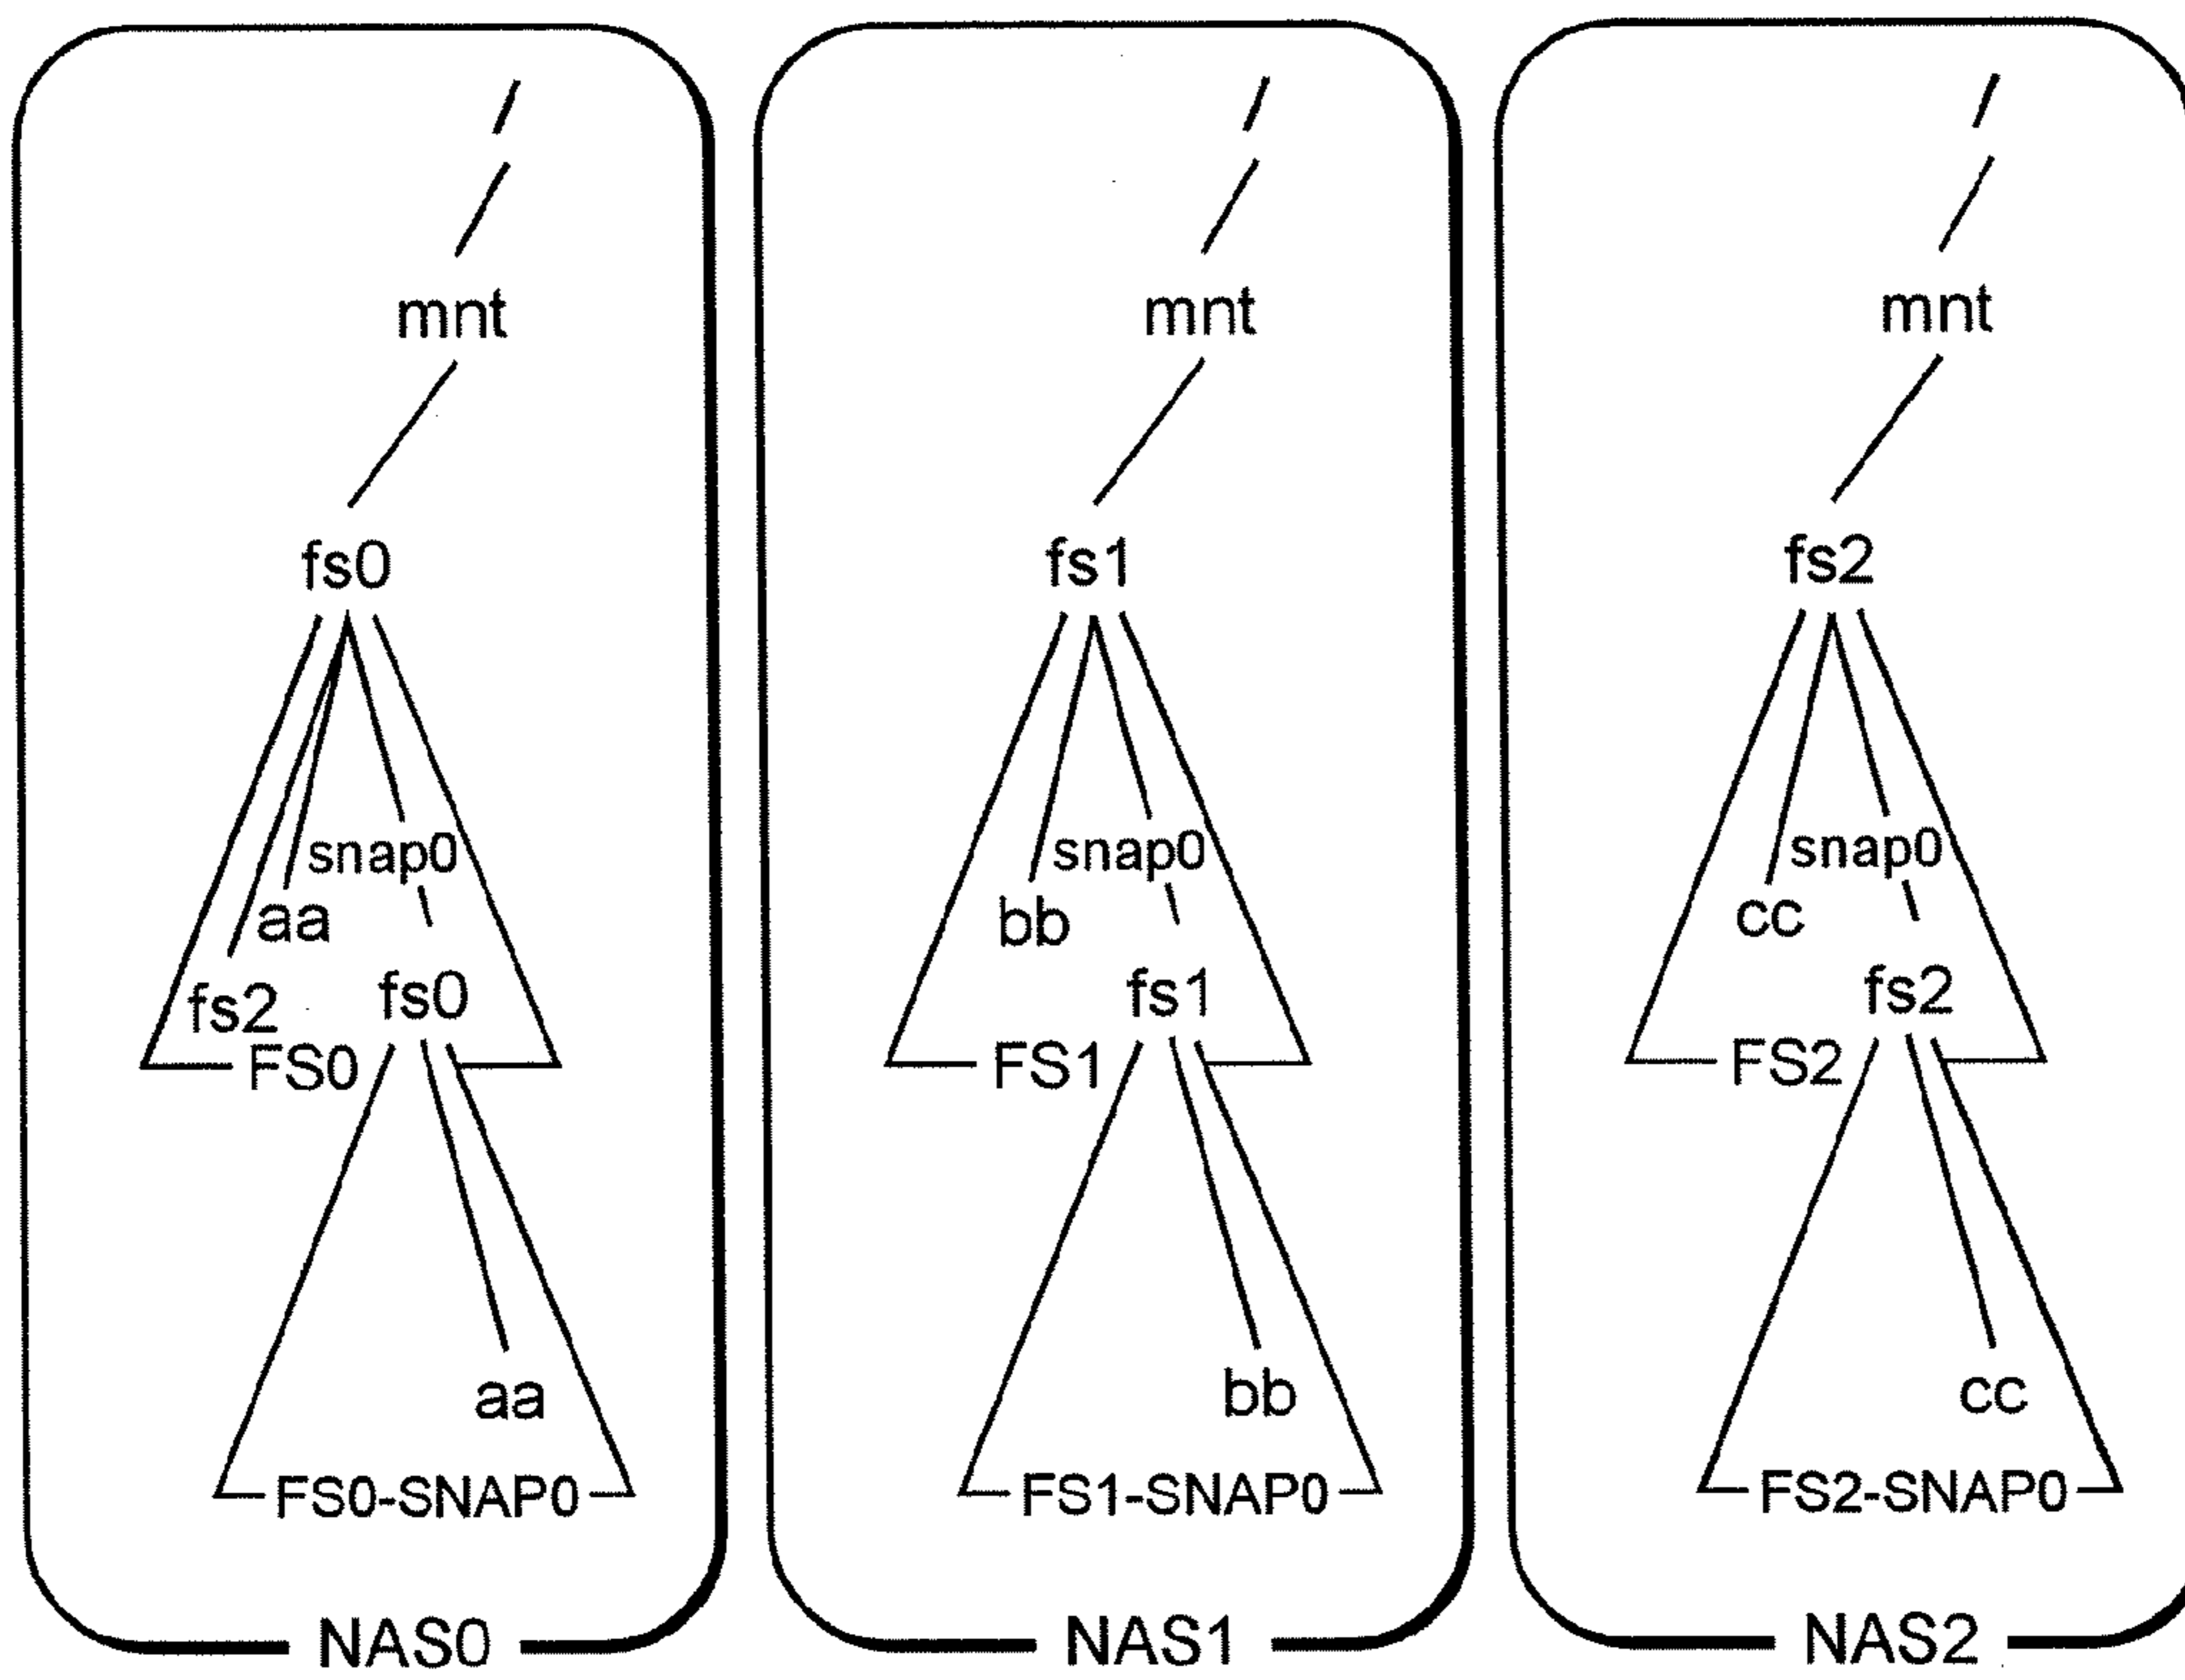 / / /
mnt mnt mnt
fs0 fs1 fs2
snap0 snap0 snap0
aa bb cc
fs2 fs0 fs1 fs2
FS0 FS1 FS2
aa bb cc
FS0-SNAP0 FS1-SNAP0 FS2-SNAP0
NAS0 NAS1 NAS2